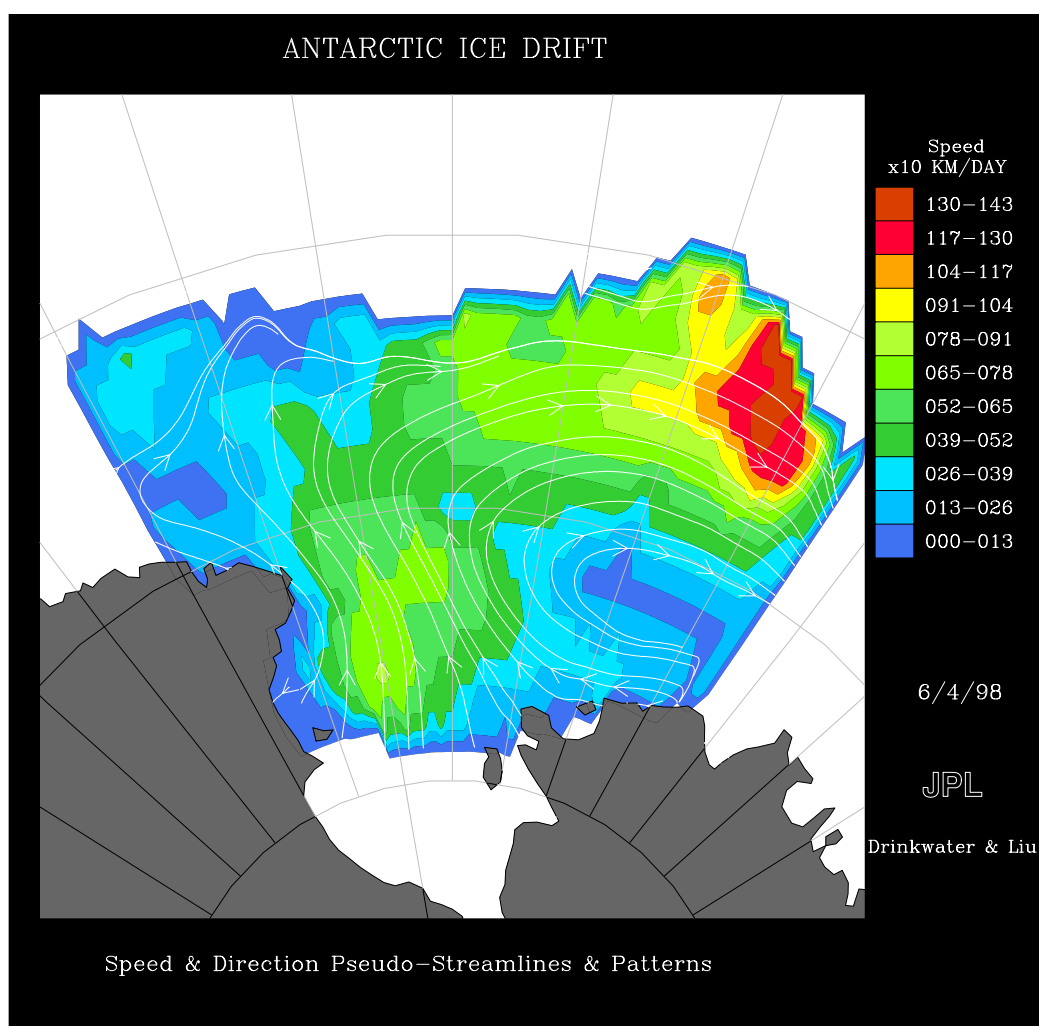 ANTARCTIC ICE DRIFT
Speed
x10 KM/DAY
130-143
117-130
104-117
091-104
078-091
065-078
052-065
039-052
026-039
013-026
000-013
6/4/98
JPL
Drinkwater & Liu
Speed & Direction Pseudo-Streamlines & Patterns